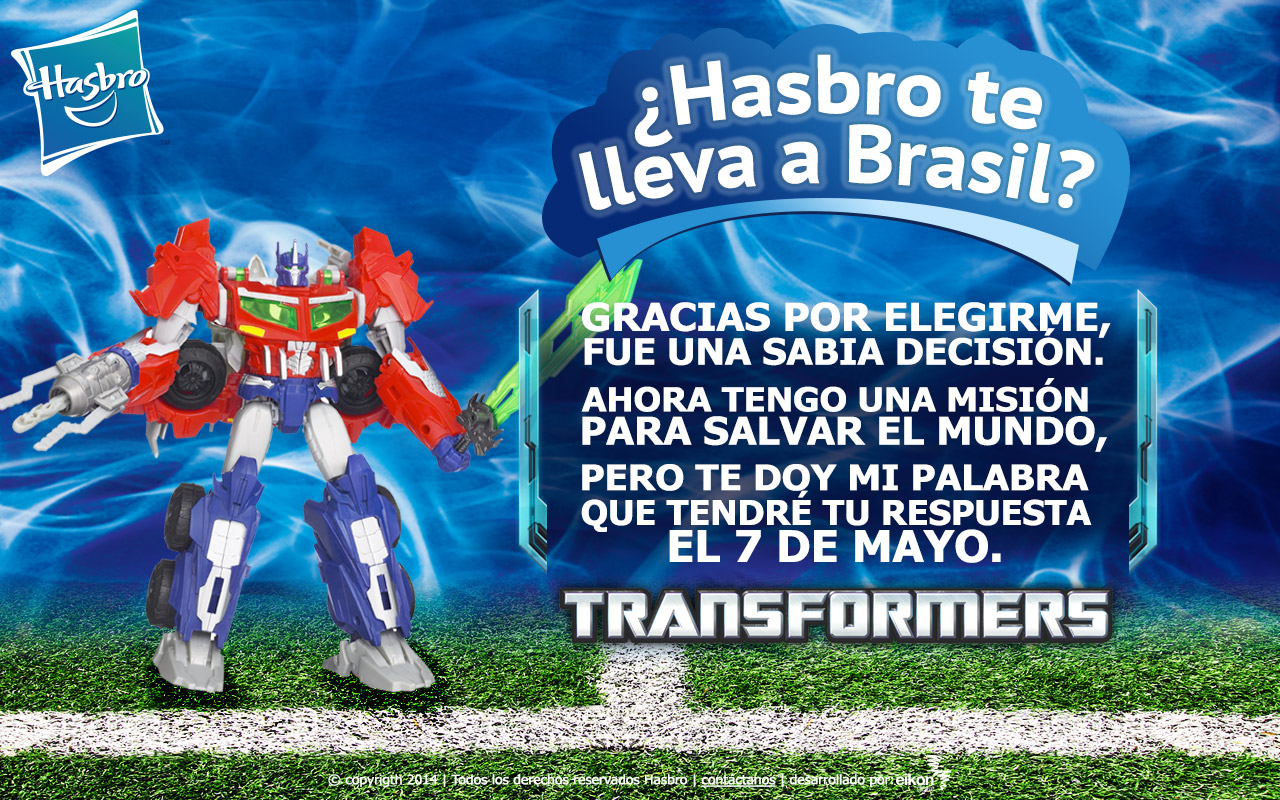 Hasbro
¿Hasbro te
lleva a Brasil?
GRACIAS POR ELEGIRME,
FUE UNA SABIA DECISIÓN.
AHORA TENGO UNA MISIÓN
PARA SALVAR EL MUNDO,
PERO TE DOY MI PALABRA
QUE TENDRÉ TU RESPUESTA
EL 7 DE MAYO.
TRANSFORMERS
© copyrigth 2014 | Todos los derechos reservados Hasbro | contáctanos | desarrollado por: eikon